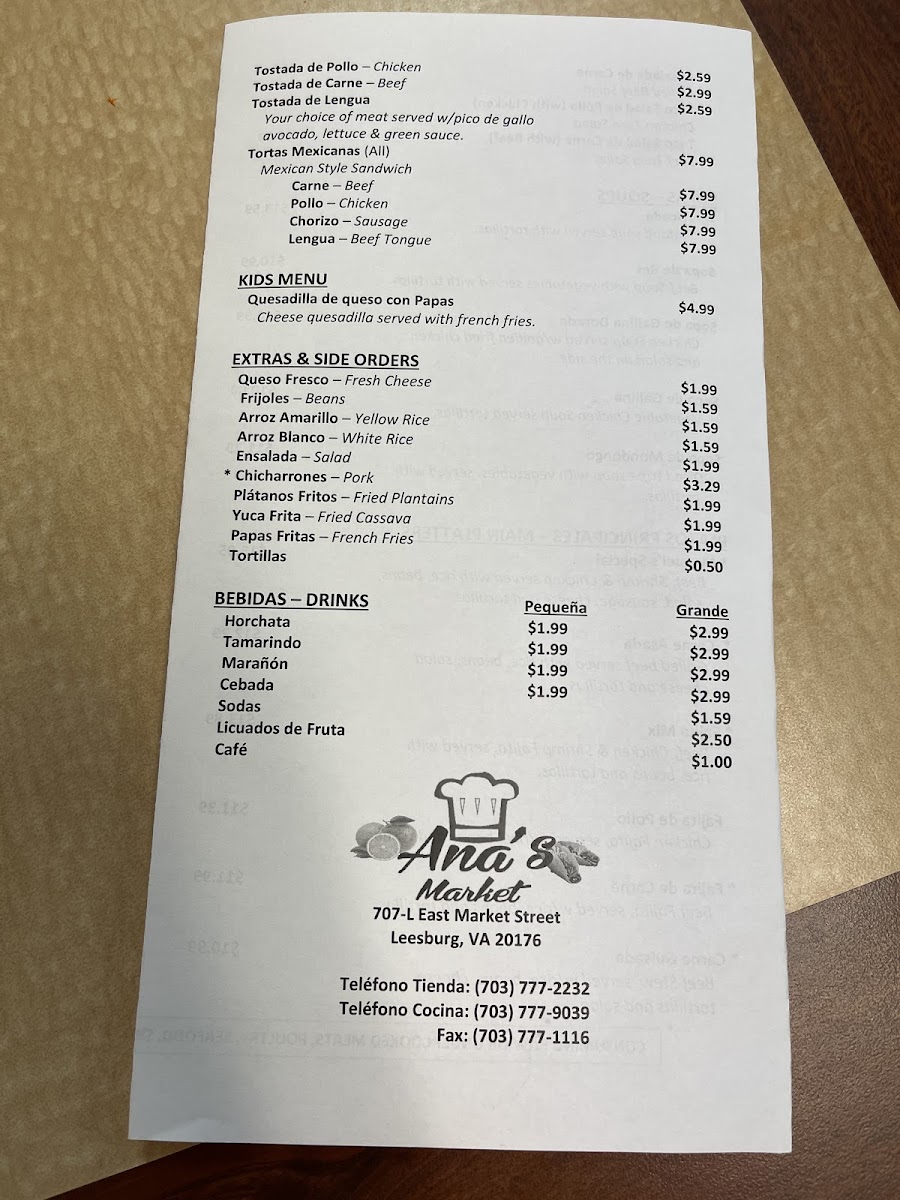 Tostada de Pollo – Chicken $2.59
Tostada de Carne – Beef $2.99
Tostada de Lengua $2.59
Your choice of meat served w/pico de gallo
avocado, lettuce & green sauce.
Tortas Mexicanas (All) $7.99
Mexican Style Sandwich
Carne – Beef $7.99
Pollo – Chicken $7.99
Chorizo – Sausage $7.99
Lengua – Beef Tongue $7.99
KIDS MENU
Quesadilla de queso con Papas $4.99
Cheese quesadilla served with french fries.
EXTRAS & SIDE ORDERS
Queso Fresco – Fresh Cheese $1.99
Frijoles – Beans $1.59
Arroz Amarillo – Yellow Rice $1.59
Arroz Blanco – White Rice $1.59
Ensalada – Salad $1.99
* Chicharrones – Pork $3.29
Plátanos Fritos – Fried Plantains $1.99
Yuca Frita – Fried Cassava $1.99
Papas Fritas – French Fries $1.99
Tortillas $0.50
BEBIDAS – DRINKS Pequeña Grande
Horchata $1.99 $2.99
Tamarindo $1.99 $2.99
Marañón $1.99 $2.99
Cebada $1.99 $2.99
Sodas $1.59
Licuados de Fruta $2.50
Café $1.00
Ana's
Market
707-L East Market Street
Leesburg, VA 20176
Teléfono Tienda: (703) 777-2232
Teléfono Cocina: (703) 777-9039
Fax: (703) 777-1116